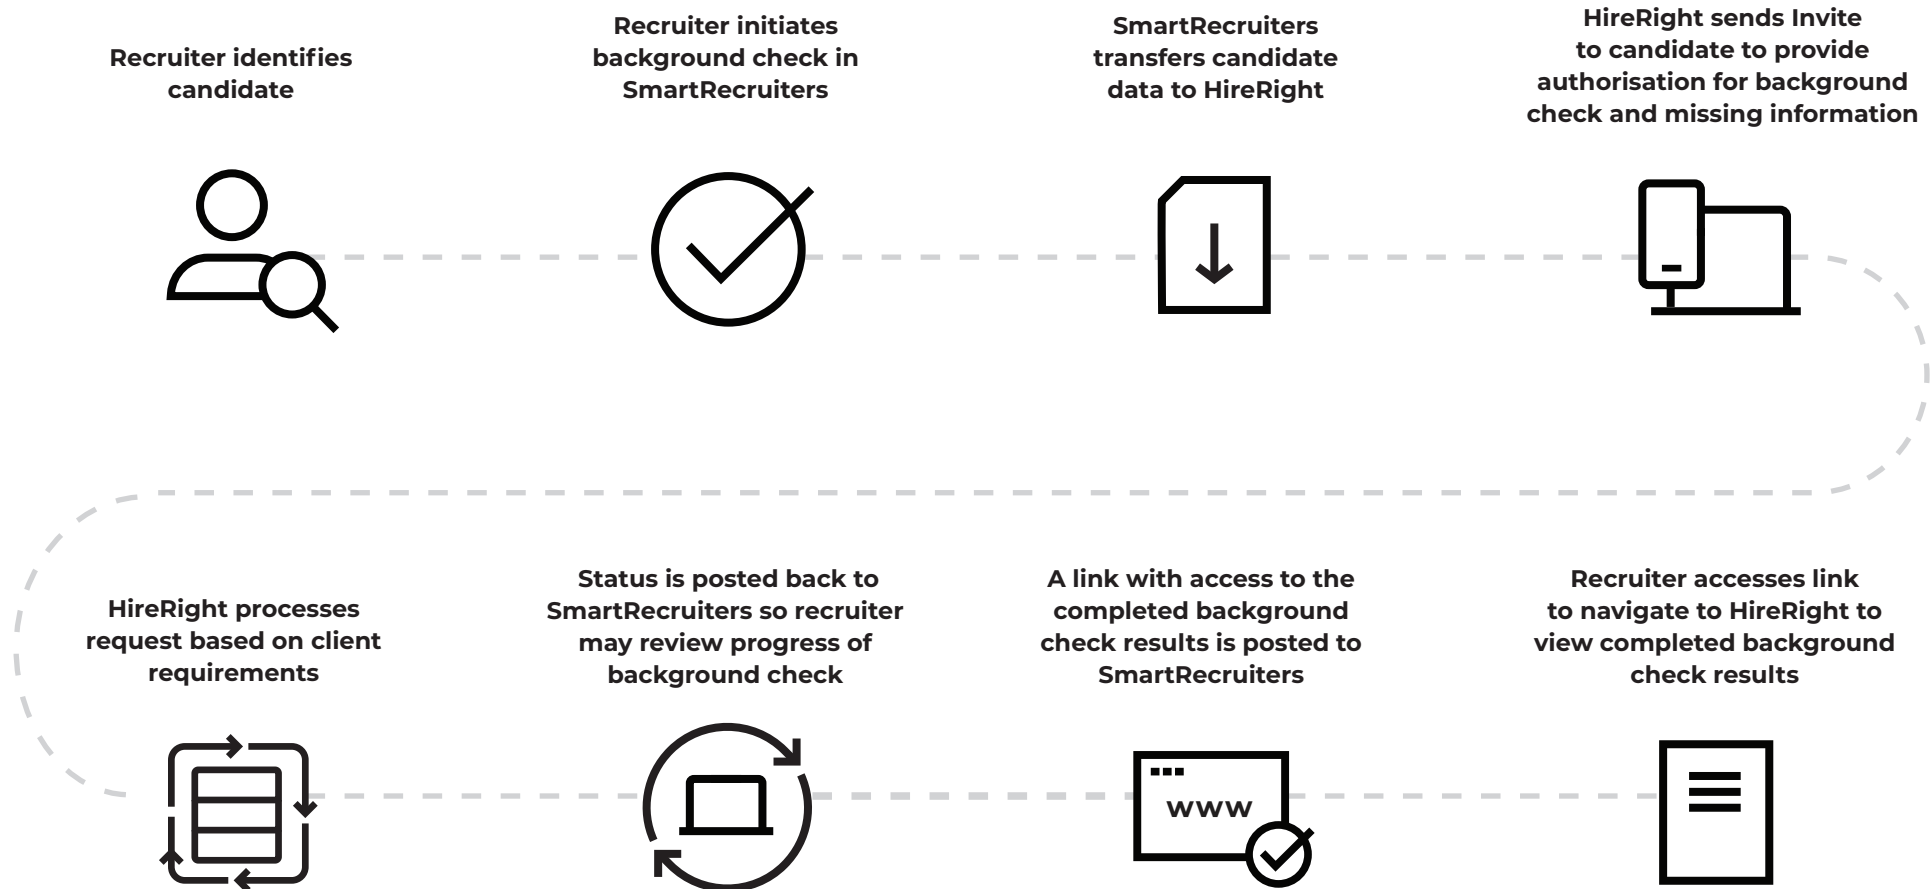 Recruiter identifies
candidate
Recruiter initiates
background check in
SmartRecruiters
SmartRecruiters
transfers candidate
data to HireRight
HireRight sends Invite
to candidate to provide
authorisation for background
check and missing information
HireRight processes
request based on client
requirements
Status is posted back to
SmartRecruiters so recruiter
may review progress of
background check
A link with access to the
completed background
check results is posted to
SmartRecruiters
www
Recruiter accesses link
to navigate to HireRight to
view completed background
check results